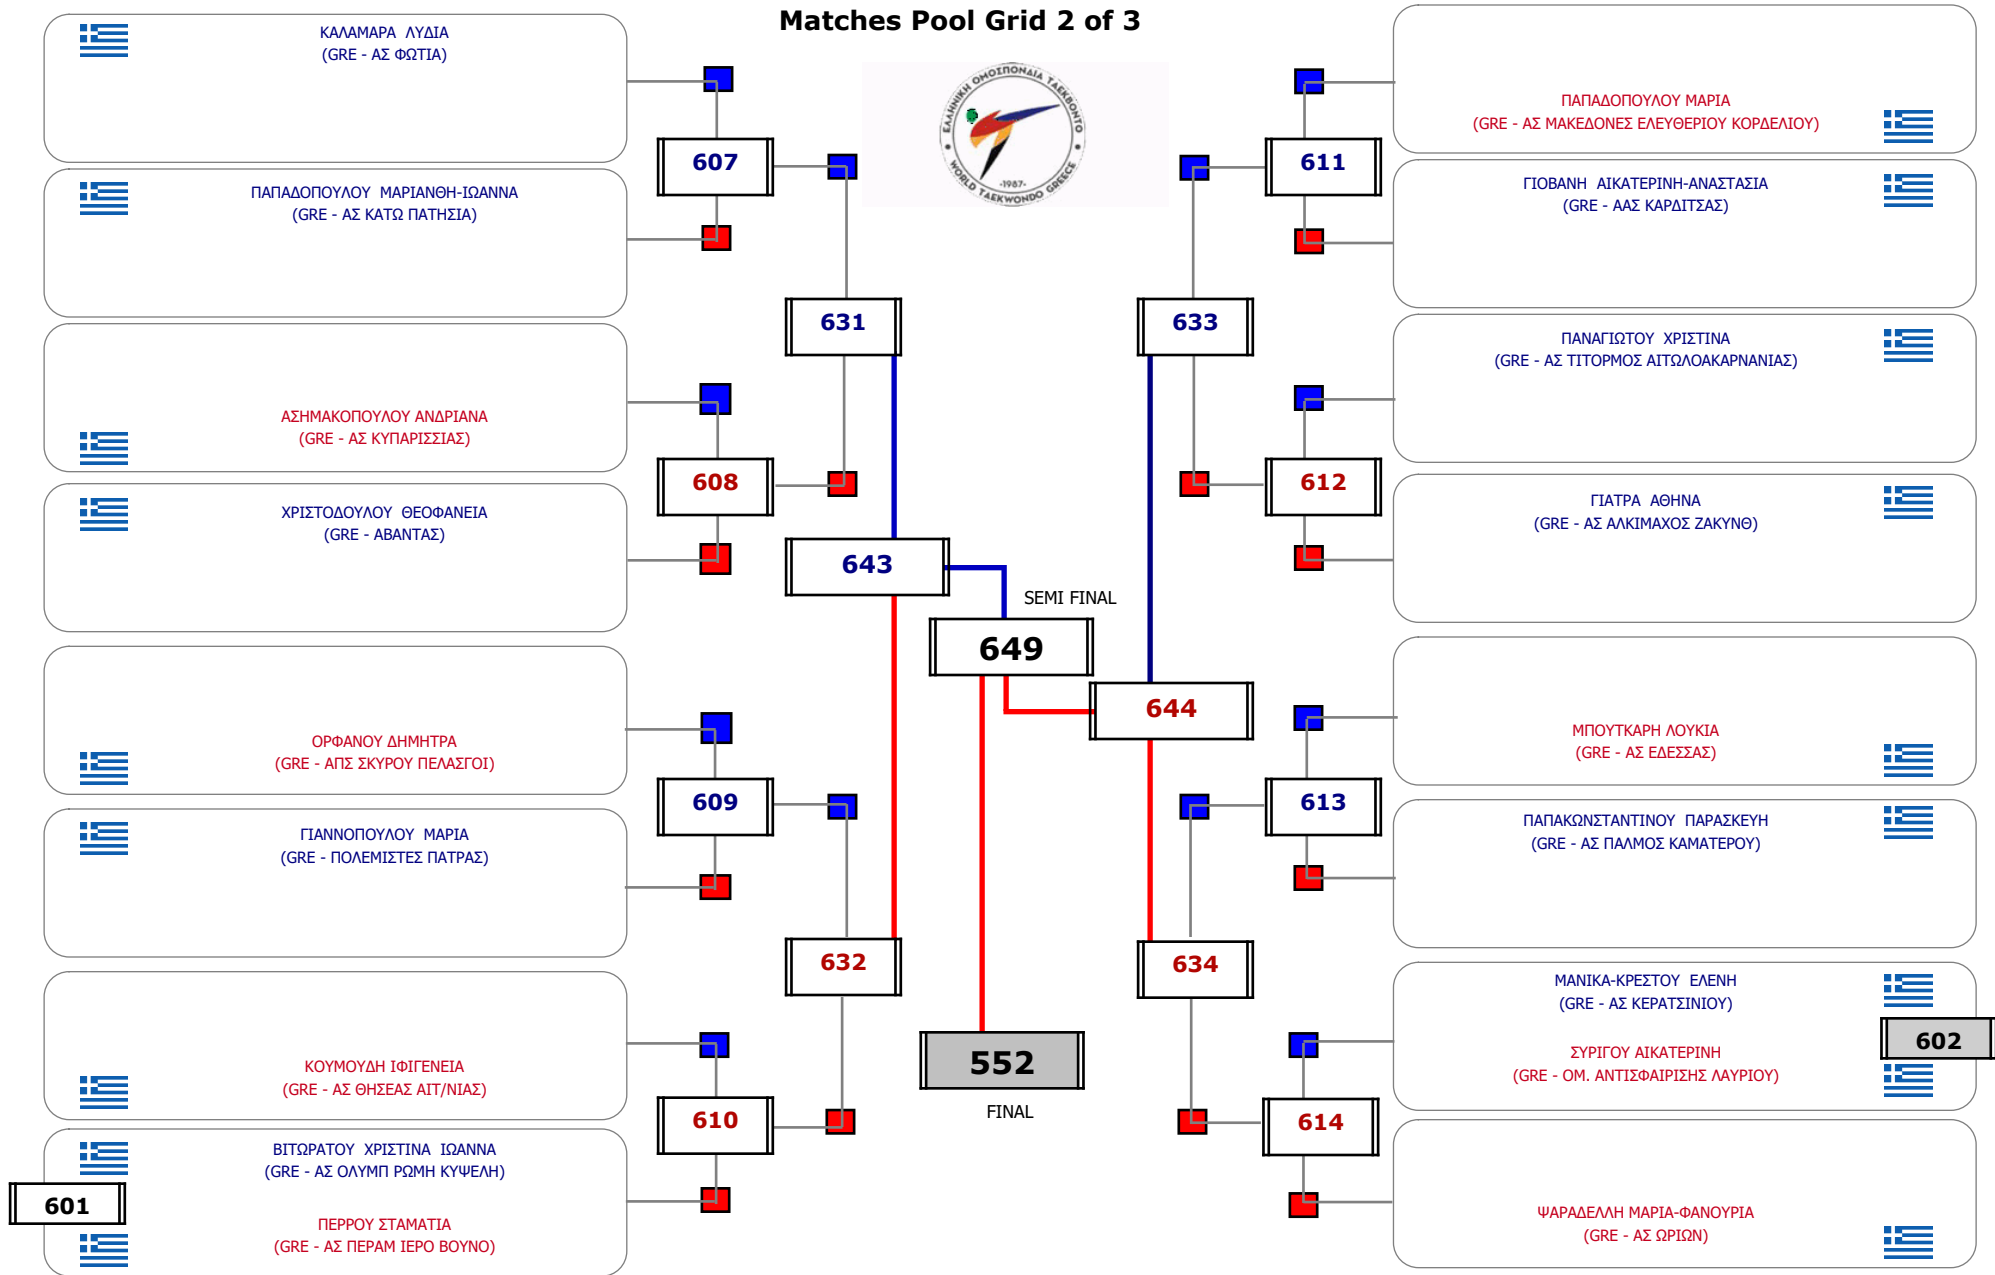 Matches Pool Grid 2 of 3
ΚΑΛΑΜΑΡΑ ΛΥΔΙΑ
(GRE - ΑΣ ΦΩΤΙΑ)
607
ΠΑΠΑΔΟΠΟΥΛΟΥ ΜΑΡΙΑΝΘΗ-ΙΩΑΝΝΑ
(GRE - ΑΣ ΚΑΤΩ ΠΑΤΗΣΙΑ)
631
ΑΣΗΜΑΚΟΠΟΥΛΟΥ ΑΝΔΡΙΑΝΑ
(GRE - ΑΣ ΚΥΠΑΡΙΣΣΙΑΣ)
608
ΧΡΙΣΤΟΔΟΥΛΟΥ ΘΕΟΦΑΝΕΙΑ
(GRE - ΑΒΑΝΤΑΣ)
643
ΟΡΦΑΝΟΥ ΔΗΜΗΤΡΑ
(GRE - ΑΠΣ ΣΚΥΡΟΥ ΠΕΛΑΣΓΟΙ)
609
ΓΙΑΝΝΟΠΟΥΛΟΥ ΜΑΡΙΑ
(GRE - ΠΟΛΕΜΙΣΤΕΣ ΠΑΤΡΑΣ)
632
ΚΟΥΜΟΥΔΗ ΙΦΙΓΕΝΕΙΑ
(GRE - ΑΣ ΘΗΣΕΑΣ ΑΙΤ/ΝΙΑΣ)
610
ΒΙΤΩΡΑΤΟΥ ΧΡΙΣΤΙΝΑ ΙΩΑΝΝΑ
(GRE - ΑΣ ΟΛΥΜΠ ΡΩΜΗ ΚΥΨΕΛΗ)
601
ΠΕΡΡΟΥ ΣΤΑΜΑΤΙΑ
(GRE - ΑΣ ΠΕΡΑΜ ΙΕΡΟ ΒΟΥΝΟ)
ΕΛΛΗΝΙΚΗ ΟΜΟΣΠΟΝΔΙΑ ΤΑΕΚΒΟΝΤΟ
-1987-
WORLD TAEKWONDO GREECE
SEMI FINAL
649
552
FINAL
ΠΑΠΑΔΟΠΟΥΛΟΥ ΜΑΡΙΑ
(GRE - ΑΣ ΜΑΚΕΔΟΝΕΣ ΕΛΕΥΘΕΡΙΟΥ ΚΟΡΔΕΛΙΟΥ)
611
ΓΙΟΒΑΝΗ ΑΙΚΑΤΕΡΙΝΗ-ΑΝΑΣΤΑΣΙΑ
(GRE - ΑΑΣ ΚΑΡΔΙΤΣΑΣ)
633
ΠΑΝΑΓΙΩΤΟΥ ΧΡΙΣΤΙΝΑ
(GRE - ΑΣ ΤΙΤΟΡΜΟΣ ΑΙΤΩΛΟΑΚΑΡΝΑΝΙΑΣ)
612
ΓΙΑΤΡΑ ΑΘΗΝΑ
(GRE - ΑΣ ΑΛΚΙΜΑΧΟΣ ΖΑΚΥΝΘ)
644
ΜΠΟΥΤΚΑΡΗ ΛΟΥΚΙΑ
(GRE - ΑΣ ΕΔΕΣΣΑΣ)
613
ΠΑΠΑΚΩΝΣΤΑΝΤΙΝΟΥ ΠΑΡΑΣΚΕΥΗ
(GRE - ΑΣ ΠΑΛΜΟΣ ΚΑΜΑΤΕΡΟΥ)
634
ΜΑΝΙΚΑ-ΚΡΕΣΤΟΥ ΕΛΕΝΗ
(GRE - ΑΣ ΚΕΡΑΤΣΙΝΙΟΥ)
602
ΣΥΡΙΓΟΥ ΑΙΚΑΤΕΡΙΝΗ
(GRE - ΟΜ. ΑΝΤΙΣΦΑΙΡΙΣΗΣ ΛΑΥΡΙΟΥ)
614
ΨΑΡΑΔΕΛΛΗ ΜΑΡΙΑ-ΦΑΝΟΥΡΙΑ
(GRE - ΑΣ ΩΡΙΩΝ)